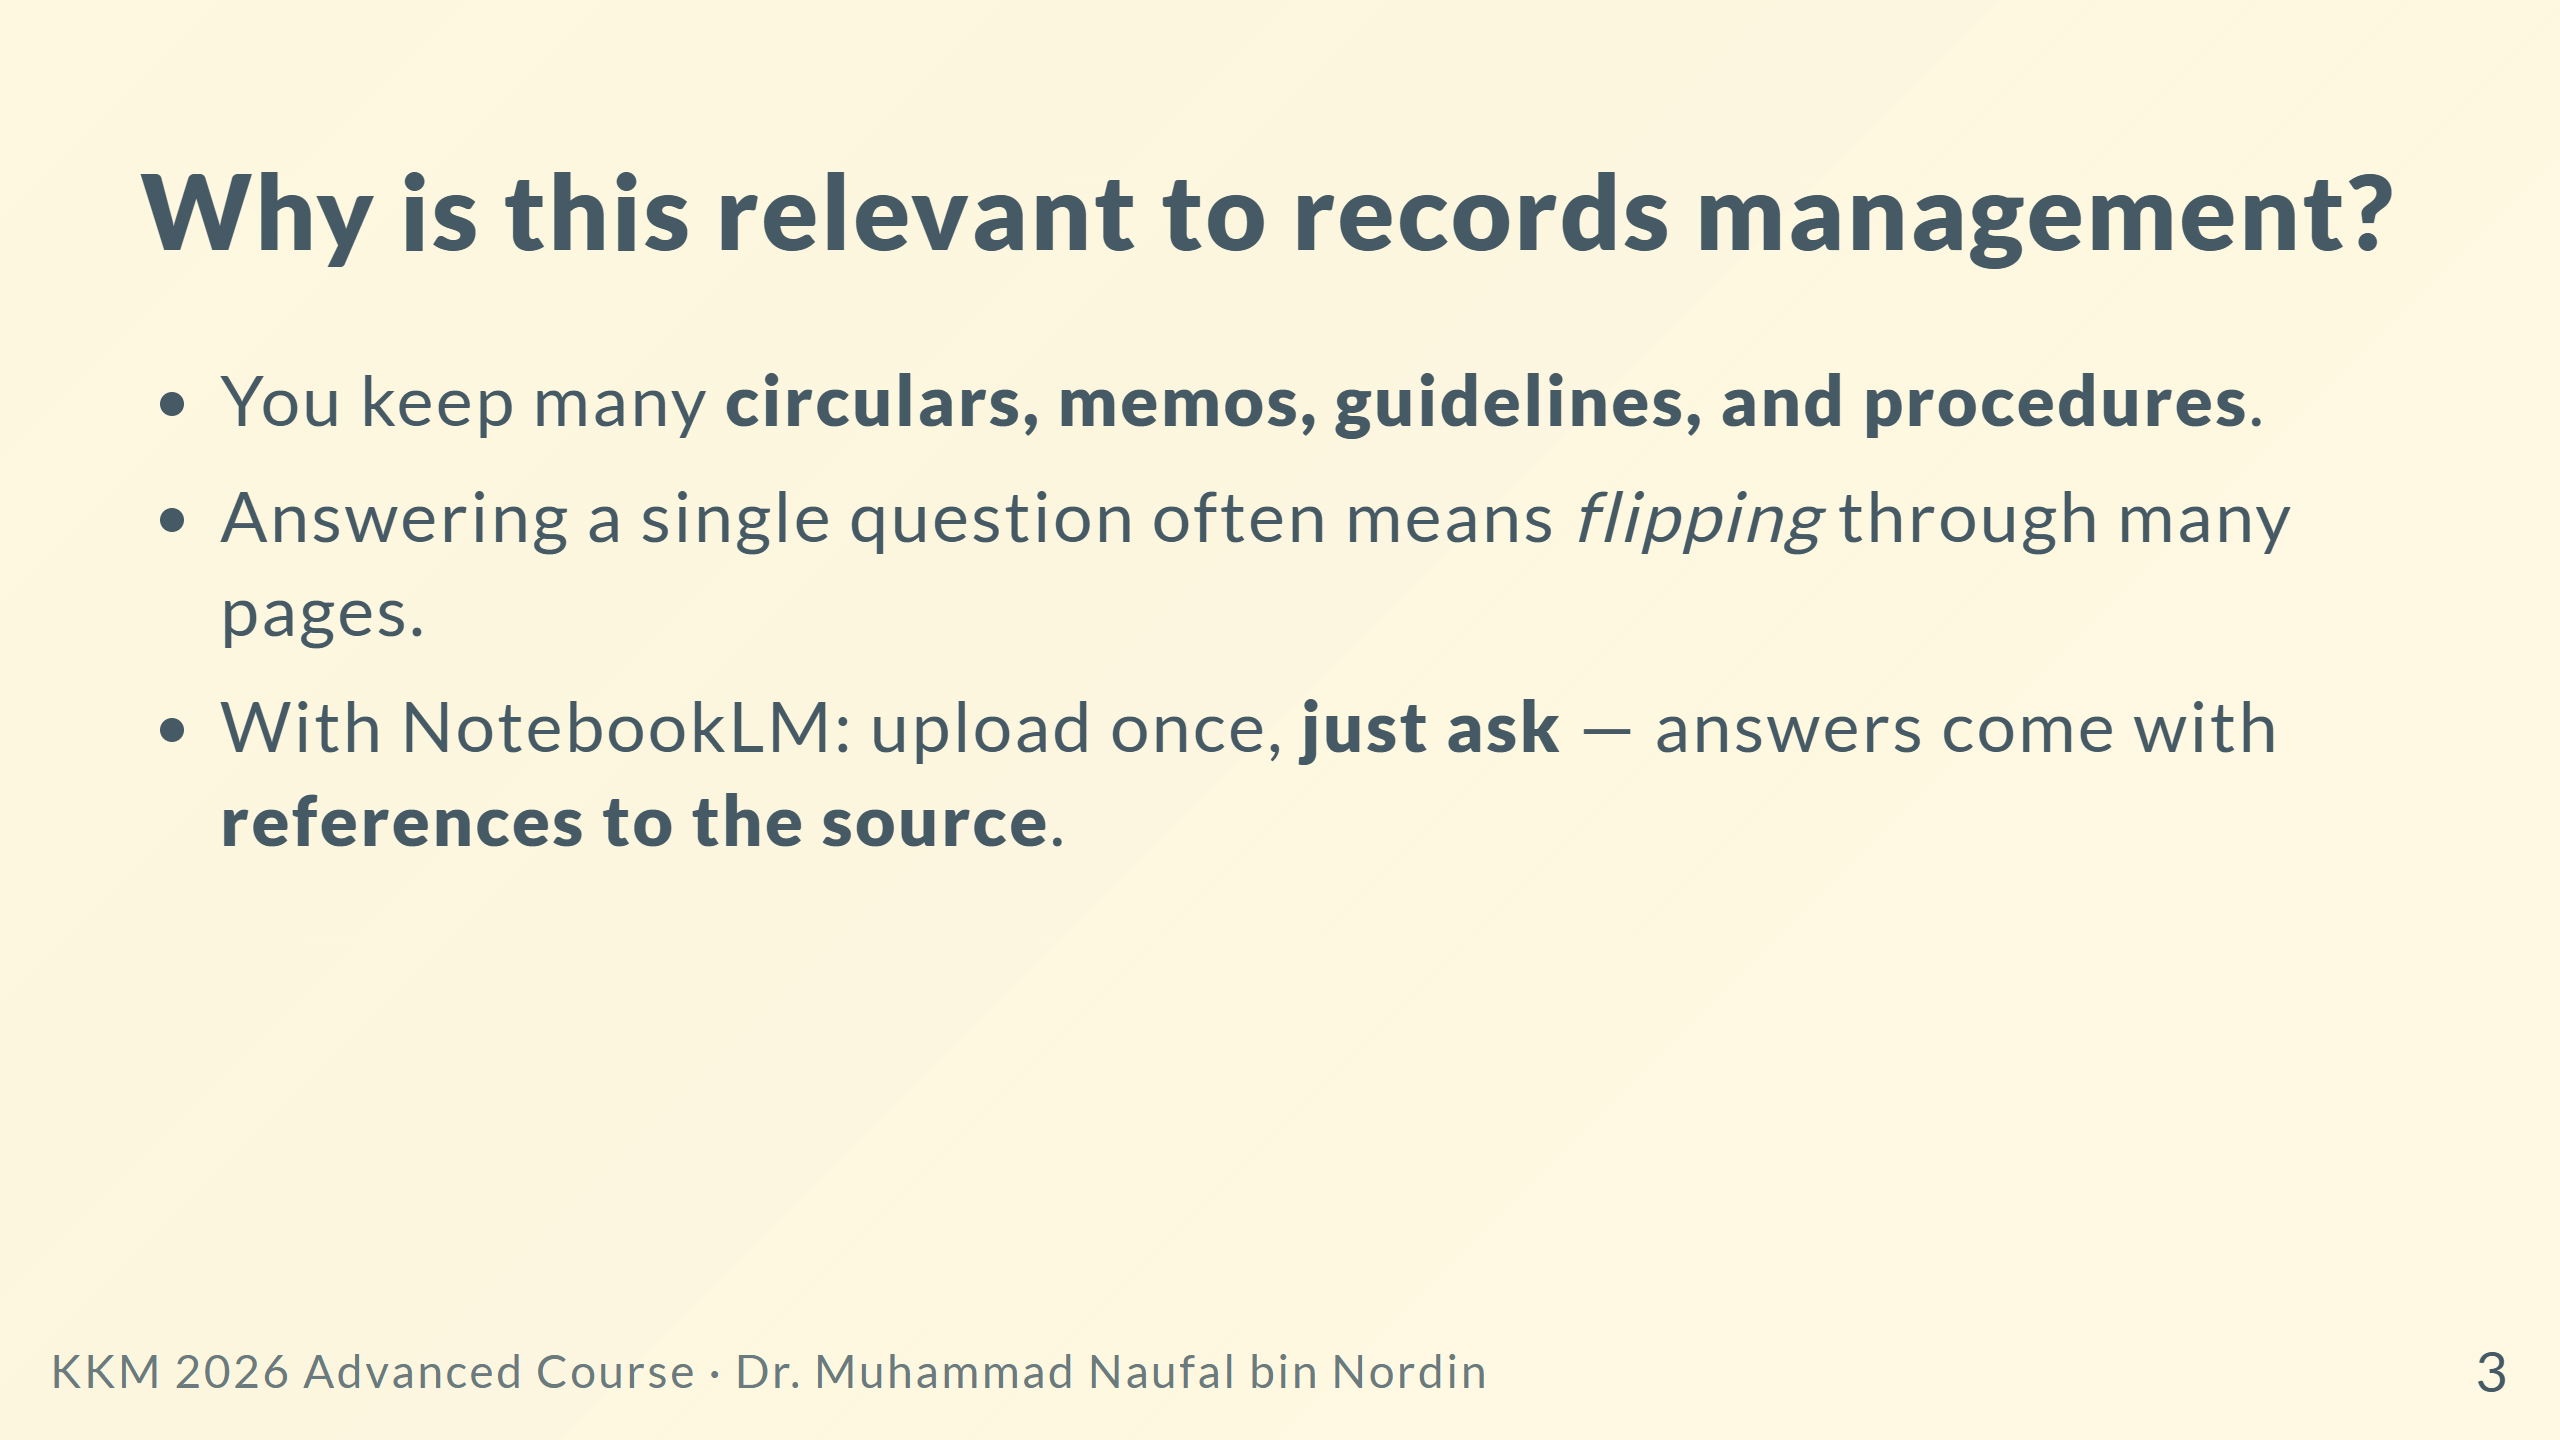 Why is this relevant to records management?
• You keep many circulars, memos, guidelines, and procedures.
• Answering a single question often means flipping through many
pages.
• With NotebookLM: upload once, just ask — answers come with
references to the source.
KKM 2026 Advanced Course · Dr. Muhammad Naufal bin Nordin
3